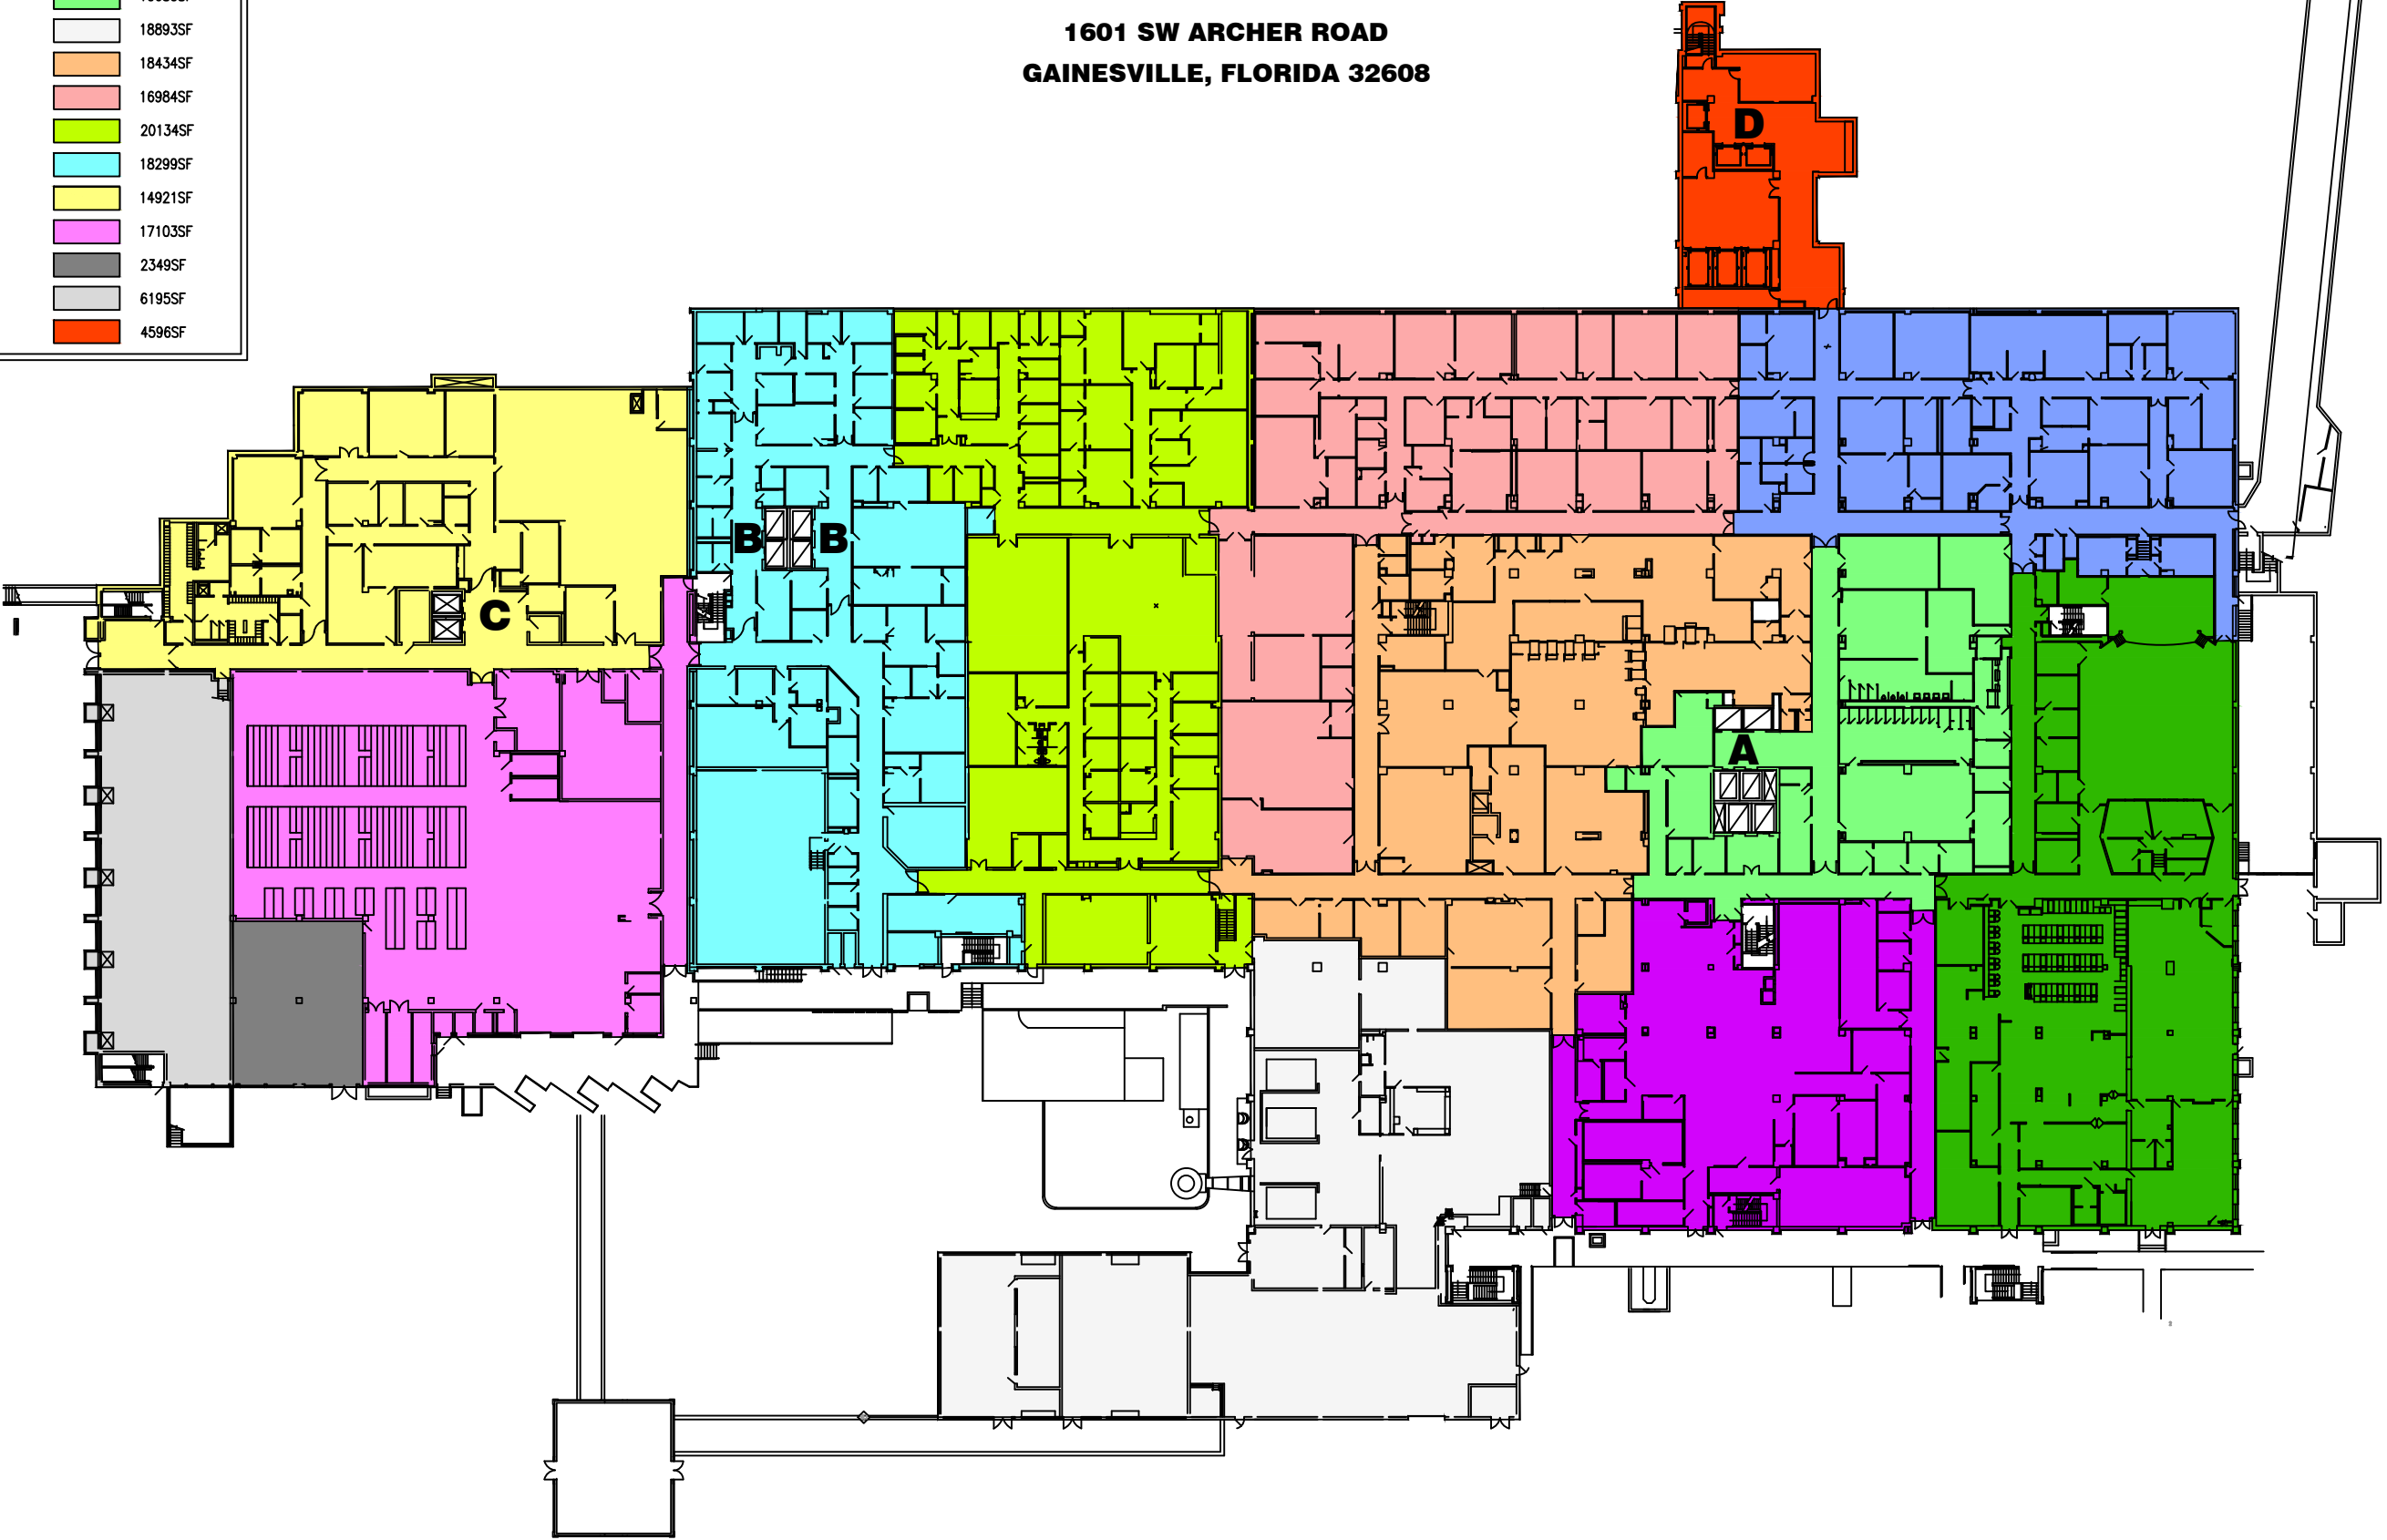 18893SF
18434SF
16984SF
20134SF
18299SF
14921SF
17103SF
2349SF
6195SF
4596SF
1601 SW ARCHER ROAD
GAINESVILLE, FLORIDA 32608
D
B B
C
A